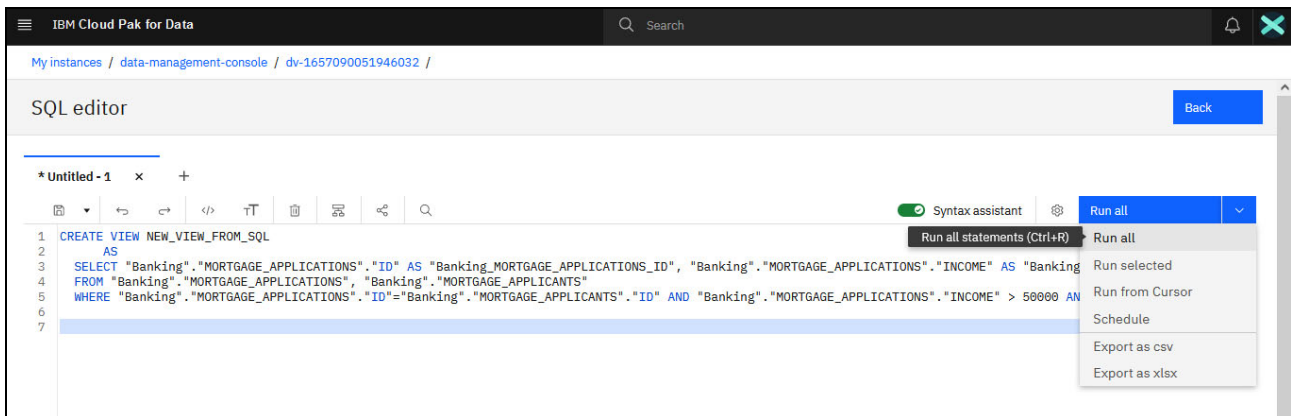 IBM Cloud Pak for Data
Search
My instances / data-management-console / dv-1657090051946032 /
SQL editor
Back
* Untitled - 1 × +
Syntax assistant
Run all
Run all statements (Ctrl+R)
Run all
Run selected
Run from Cursor
Schedule
Export as csv
Export as xlsx
1 CREATE VIEW NEW_VIEW_FROM_SQL
2 AS
3 SELECT "Banking"."MORTGAGE_APPLICATIONS"."ID" AS "Banking_MORTGAGE_APPLICATIONS_ID", "Banking"."MORTGAGE_APPLICATIONS"."INCOME" AS "Banking
4 FROM "Banking"."MORTGAGE_APPLICATIONS", "Banking"."MORTGAGE_APPLICANTS"
5 WHERE "Banking"."MORTGAGE_APPLICATIONS"."ID"="Banking"."MORTGAGE_APPLICANTS"."ID" AND "Banking"."MORTGAGE_APPLICATIONS"."INCOME" > 50000 AN
6
7